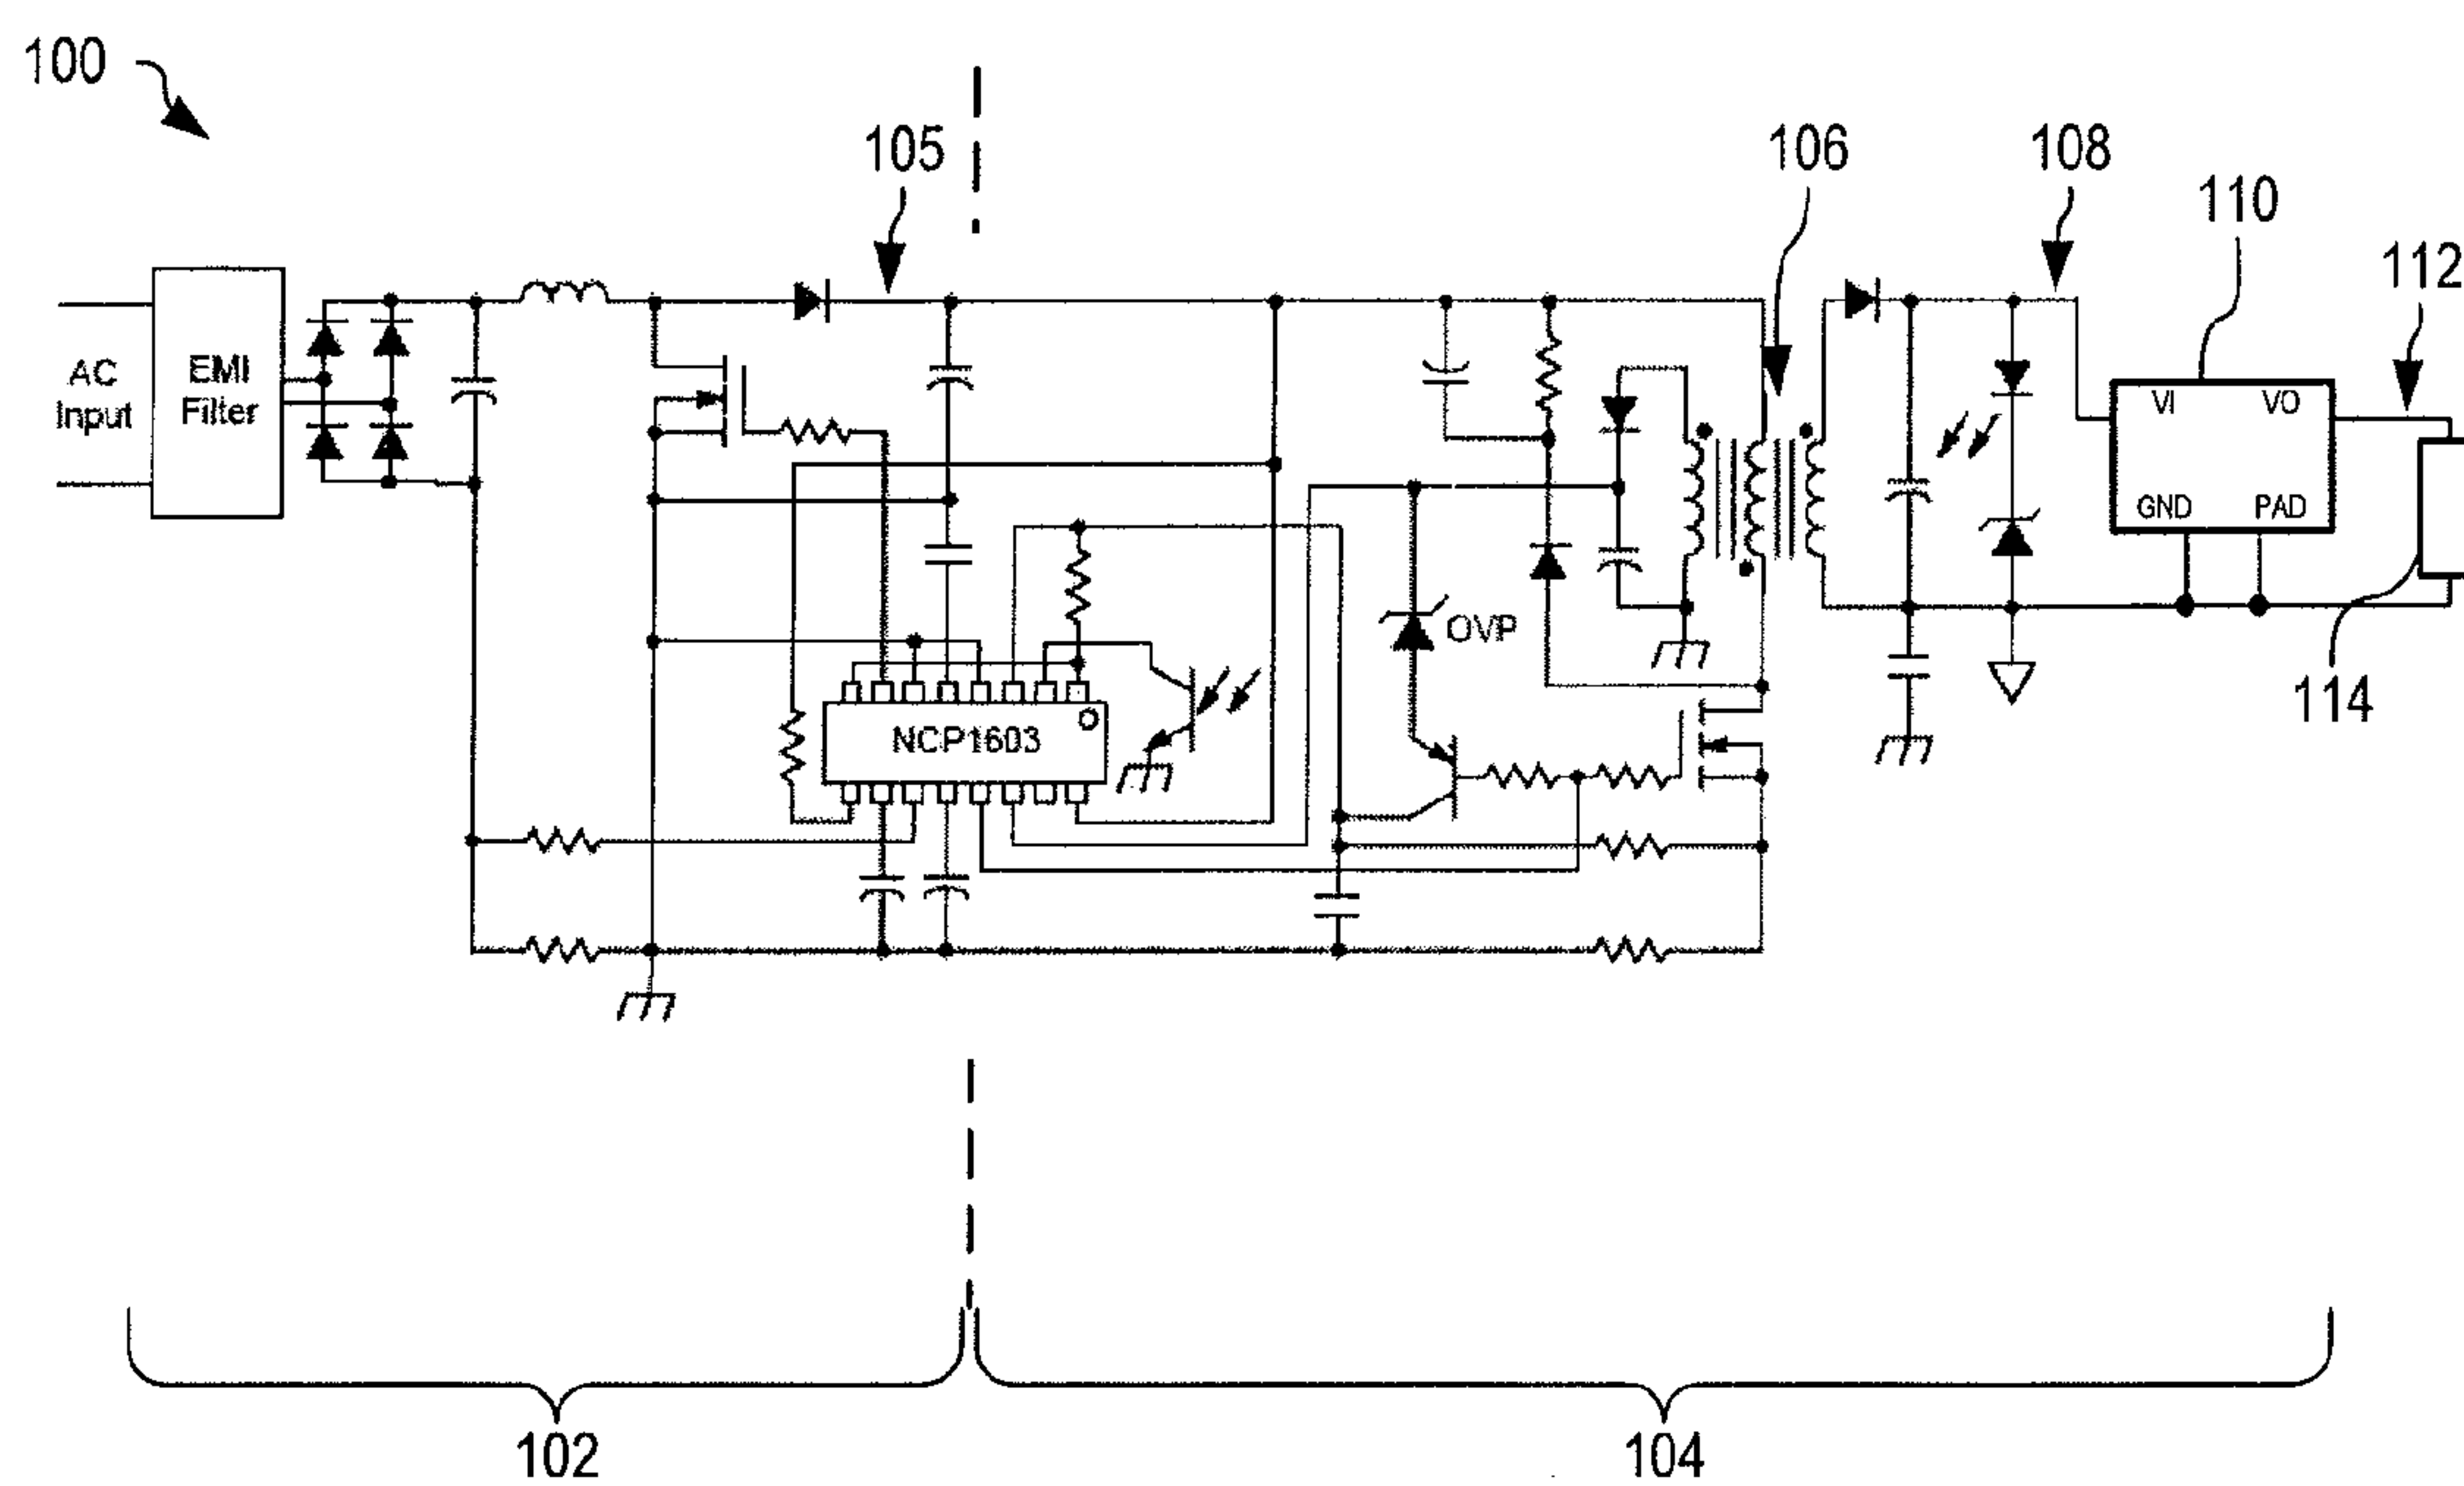 100
105
106
108
110
112
AC
Input
EMI
Filter
VI
VO
GND
PAD
OVP
114
NCP1603
102
104